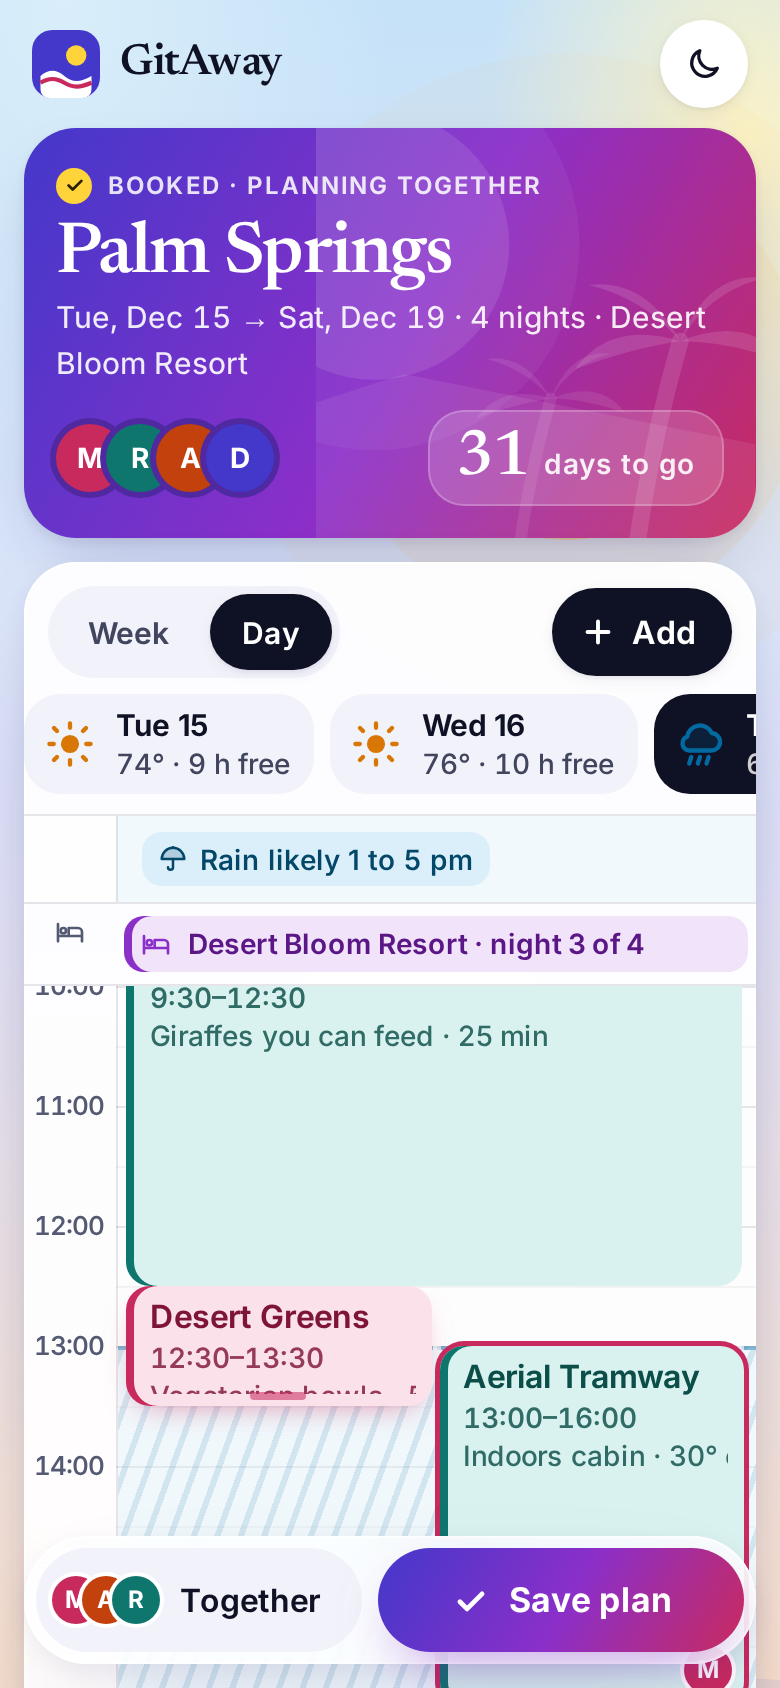 GitAway
BOOKED · PLANNING TOGETHER
Palm Springs
Tue, Dec 15 → Sat, Dec 19 · 4 nights · Desert
Bloom Resort
M R A D
31 days to go
Week Day + Add
Tue 15
74° · 9 h free
Wed 16
76° · 10 h free
Rain likely 1 to 5 pm
Desert Bloom Resort · night 3 of 4
10:00
9:30–12:30
Giraffes you can feed · 25 min
11:00
12:00
Desert Greens
12:30–13:30
Vegetarian bowls ·
13:00
Aerial Tramway
13:00–16:00
Indoors cabin · 30°
14:00
M A R Together
Save plan
M